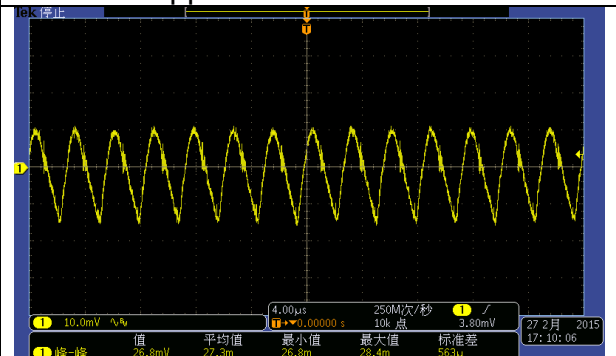 Tek 停止
T
1
1 10.0mV
4.00μs 250M次/秒 1
T→▼0.00000 s 10k 点 3.80mV
27 2月 2015
17:10:06
值 平均值 最小值 最大值 标准差
1 峰-峰 26.8mV 27.3m 26.8m 28.4m 563μ